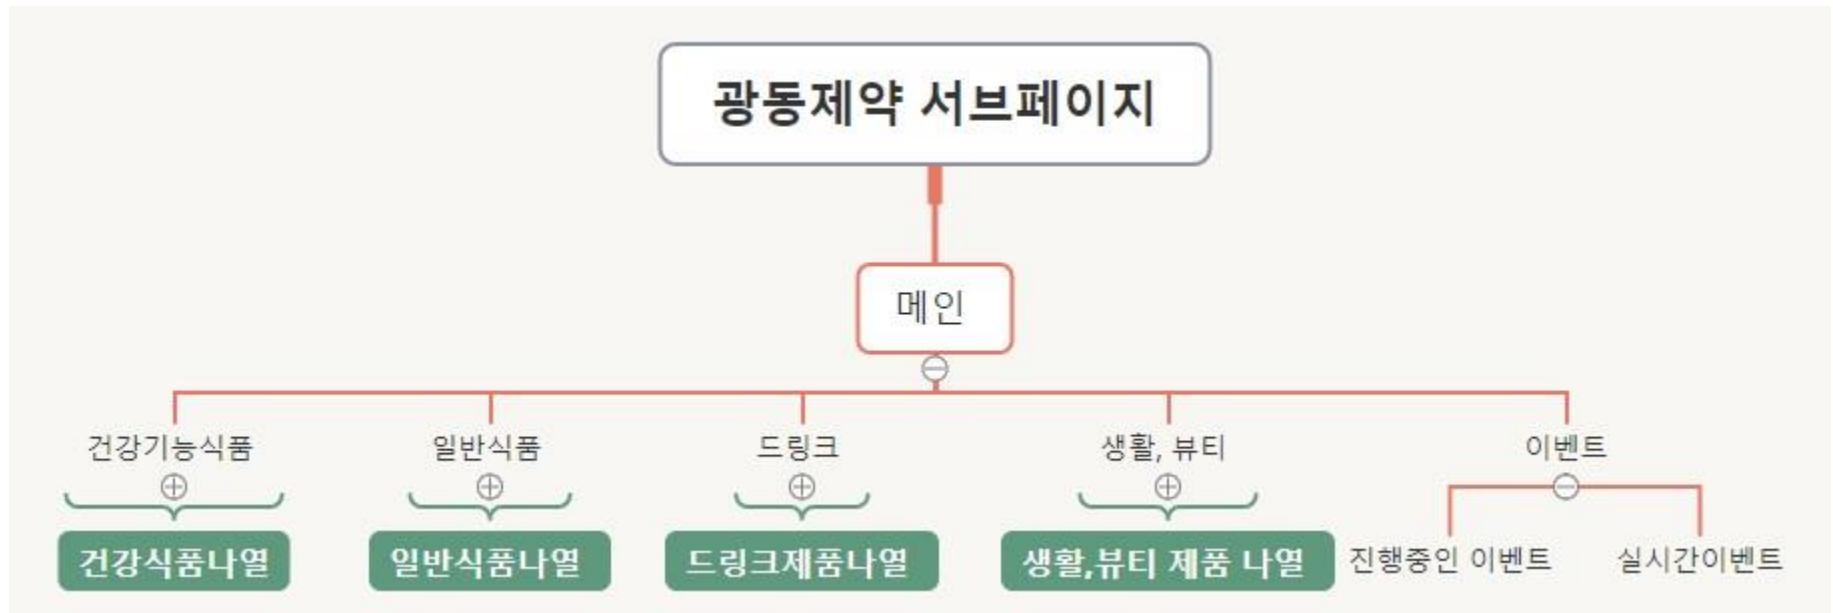 광동제약 서브페이지
메인
건강기능식품
일반식품
드링크
생활, 뷰티
이벤트
건강식품나열
일반식품나열
드링크제품나열
생활,뷰티 제품 나열
진행중인 이벤트
실시간이벤트